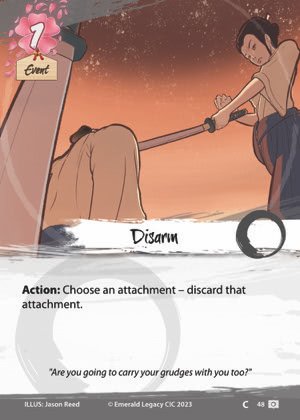 1
Event
Disarm
Action: Choose an attachment – discard that
attachment.
"Are you going to carry your grudges with you too?"
ILLUS: Jason Reed © Emerald Legacy CIC 2023 C 48